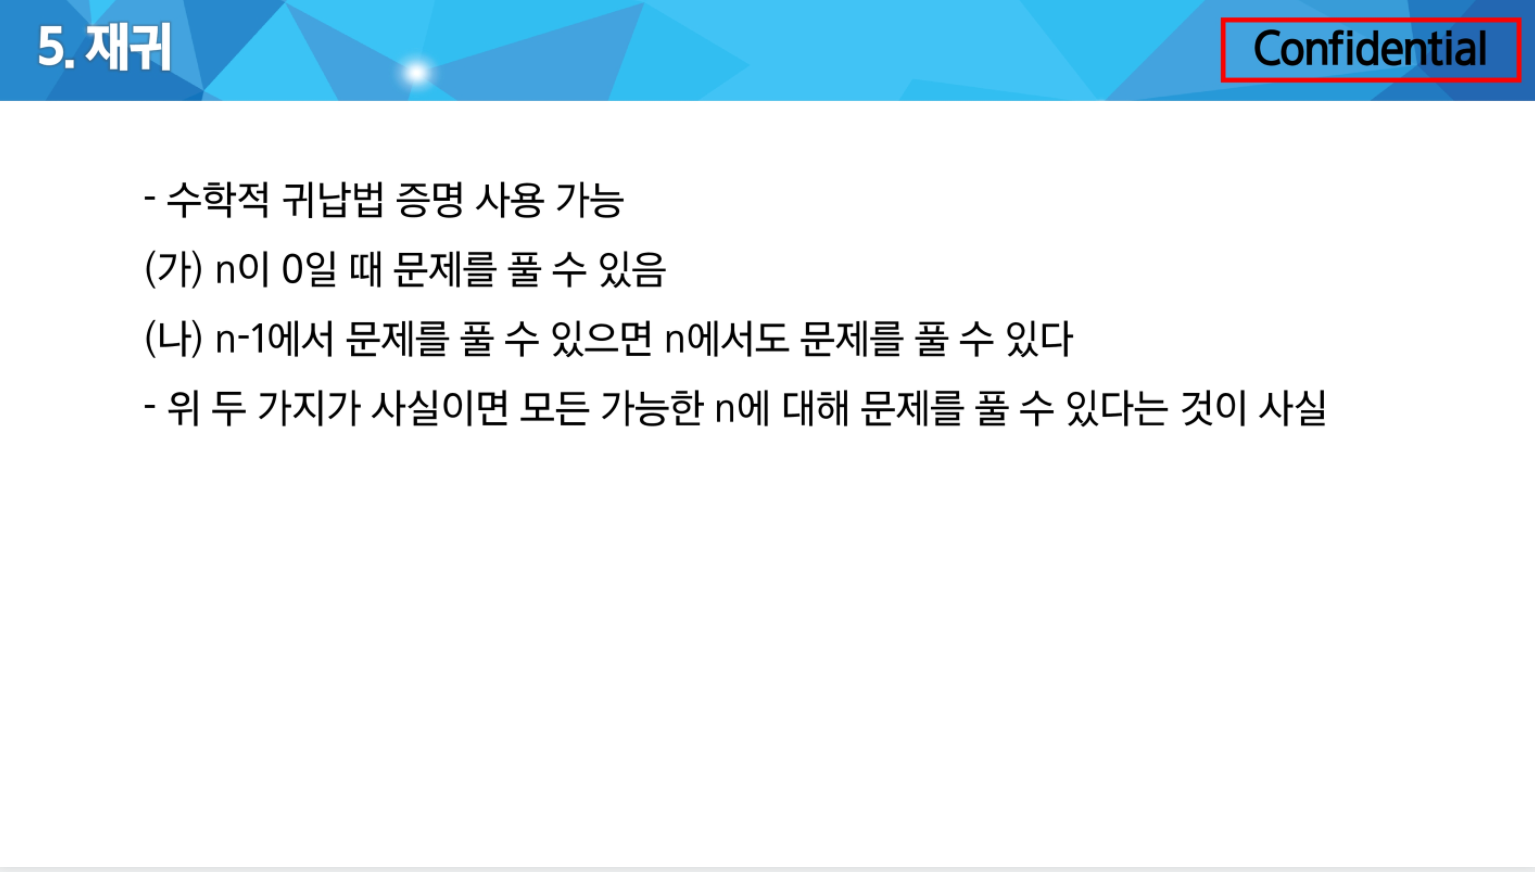 5. 재귀
Confidential
- 수학적 귀납법 증명 사용 가능
(가) n이 0일 때 문제를 풀 수 있음
(나) n-1에서 문제를 풀 수 있으면 n에서도 문제를 풀 수 있다
- 위 두 가지가 사실이면 모든 가능한 n에 대해 문제를 풀 수 있다는 것이 사실